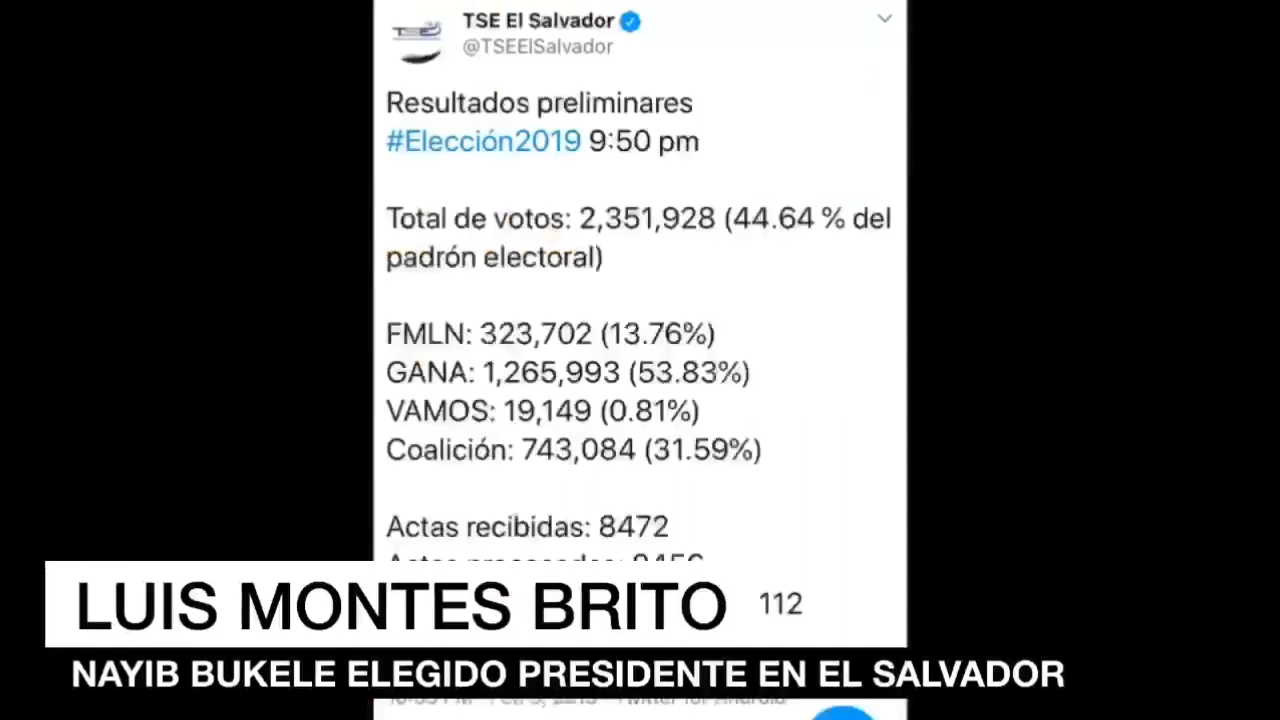 TSE El Salvador
@TSEElSalvador
Resultados preliminares
#Elección2019 9:50 pm
Total de votos: 2,351,928 (44.64 % del
padrón electoral)
FMLN: 323,702 (13.76%)
GANA: 1,265,993 (53.83%)
VAMOS: 19,149 (0.81%)
Coalición: 743,084 (31.59%)
Actas recibidas: 8472
LUIS MONTES BRITO
112
NAYIB BUKELE ELEGIDO PRESIDENTE EN EL SALVADOR